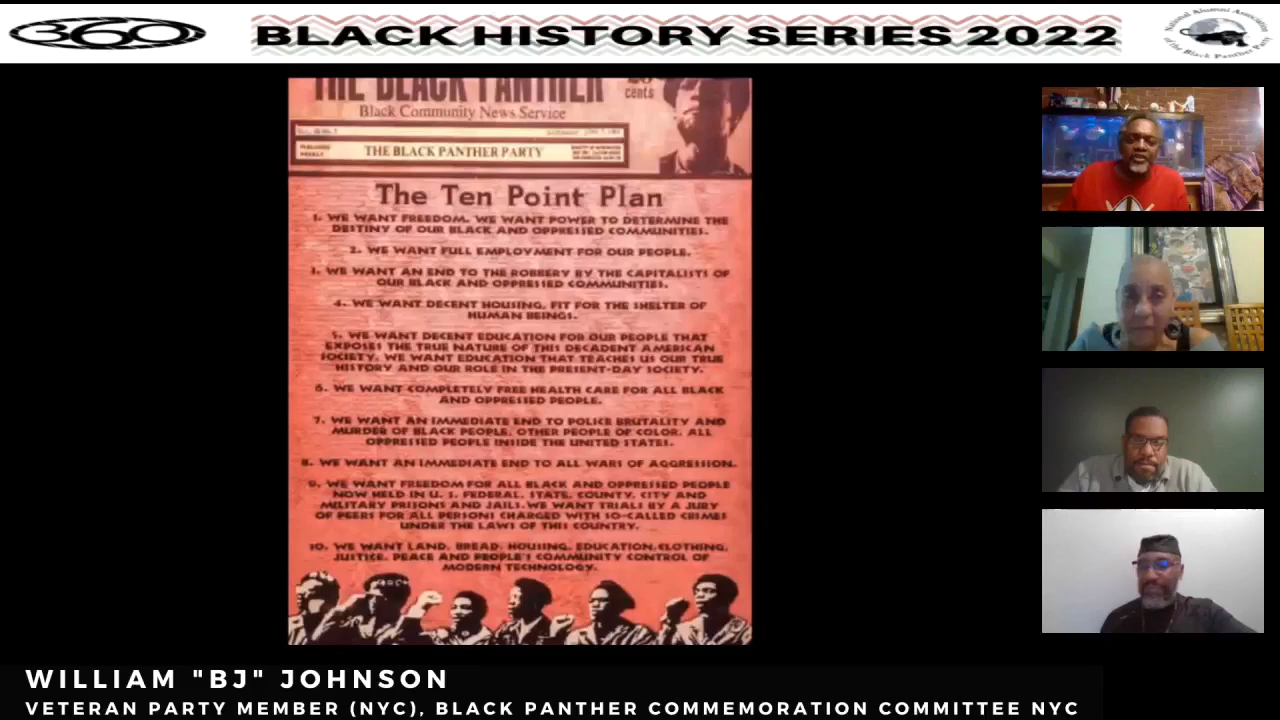 360
BLACK HISTORY SERIES 2022
National Alumni Association
of the Black Panther Party
THE BLACK PANTHER
cents
Black Community News Service
THE BLACK PANTHER PARTY
The Ten Point Plan
1. WE WANT FREEDOM. WE WANT POWER TO DETERMINE THE
DESTINY OF OUR BLACK AND OPPRESSED COMMUNITIES.
2. WE WANT FULL EMPLOYMENT FOR OUR PEOPLE.
3. WE WANT AN END TO THE ROBBERY BY THE CAPITALISTS OF
OUR BLACK AND OPPRESSED COMMUNITIES.
4. WE WANT DECENT HOUSING, FIT FOR THE SHELTER OF
HUMAN BEINGS.
5. WE WANT DECENT EDUCATION FOR OUR PEOPLE THAT
EXPOSES THE TRUE NATURE OF THIS DECADENT AMERICAN
SOCIETY. WE WANT EDUCATION THAT TEACHES US OUR TRUE
HISTORY AND OUR ROLE IN THE PRESENT-DAY SOCIETY.
6. WE WANT COMPLETELY FREE HEALTH CARE FOR ALL BLACK
AND OPPRESSED PEOPLE.
7. WE WANT AN IMMEDIATE END TO POLICE BRUTALITY AND
MURDER OF BLACK PEOPLE, OTHER PEOPLE OF COLOR, ALL
OPPRESSED PEOPLE INSIDE THE UNITED STATES.
8. WE WANT AN IMMEDIATE END TO ALL WARS OF AGGRESSION.
9. WE WANT FREEDOM FOR ALL BLACK AND OPPRESSED PEOPLE
NOW HELD IN U. S. FEDERAL, STATE, COUNTY, CITY AND
MILITARY PRISONS AND JAILS. WE WANT TRIALS BY A JURY
OF PEERS FOR ALL PERSONS CHARGED WITH SO-CALLED CRIMES
UNDER THE LAWS OF THIS COUNTRY.
10. WE WANT LAND, BREAD, HOUSING, EDUCATION, CLOTHING,
JUSTICE, PEACE AND PEOPLE'S COMMUNITY CONTROL OF
MODERN TECHNOLOGY.
WILLIAM "BJ" JOHNSON
VETERAN PARTY MEMBER (NYC), BLACK PANTHER COMMEMORATION COMMITTEE NYC